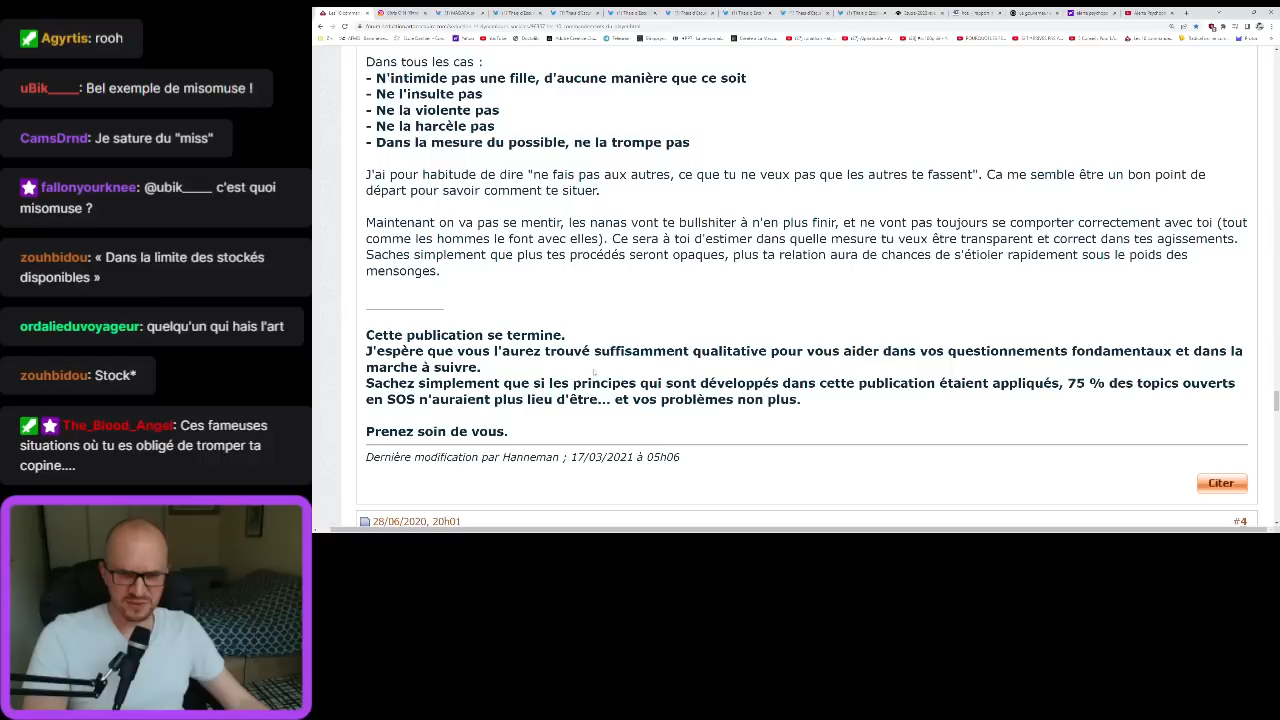 Agyrtis: rooh
uBik____: Bel exemple de misomuse !
CamsDrnd: Je sature du "miss"
fallonyourknee: @ubik____ c'est quoi
misomuse ?
zouhbidou: « Dans la limite des stockés
disponibles »
ordalieduvoyageur: quelqu'un qui hais l'art
zouhbidou: Stock*
The_Blood_Angel: Ces fameuses
situations où tu es obligé de tromper ta
copine....
Dans tous les cas :
- N'intimide pas une fille, d'aucune manière que ce soit
- Ne l'insulte pas
- Ne la violente pas
- Ne la harcèle pas
- Dans la mesure du possible, ne la trompe pas
J'ai pour habitude de dire "ne fais pas aux autres, ce que tu ne veux pas que les autres te fassent". Ca me semble être un bon point de
départ pour savoir comment te situer.
Maintenant on va pas se mentir, les nanas vont te bullshiter à n'en plus finir, et ne vont pas toujours se comporter correctement avec toi (tout
comme les hommes le font avec elles). Ce sera à toi d'estimer dans quelle mesure tu veux être transparent et correct dans tes agissements.
Saches simplement que plus tes procédés seront opaques, plus ta relation aura de chances de s'étioler rapidement sous le poids des
mensonges.
Cette publication se termine.
J'espère que vous l'aurez trouvé suffisamment qualitative pour vous aider dans vos questionnements fondamentaux et dans la
marche à suivre.
Sachez simplement que si les principes qui sont développés dans cette publication étaient appliqués, 75 % des topics ouverts
en SOS n'auraient plus lieu d'être... et vos problèmes non plus.
Prenez soin de vous.
Dernière modification par Hanneman ; 17/03/2021 à 05h06
Citer
28/06/2020, 20h01
#4